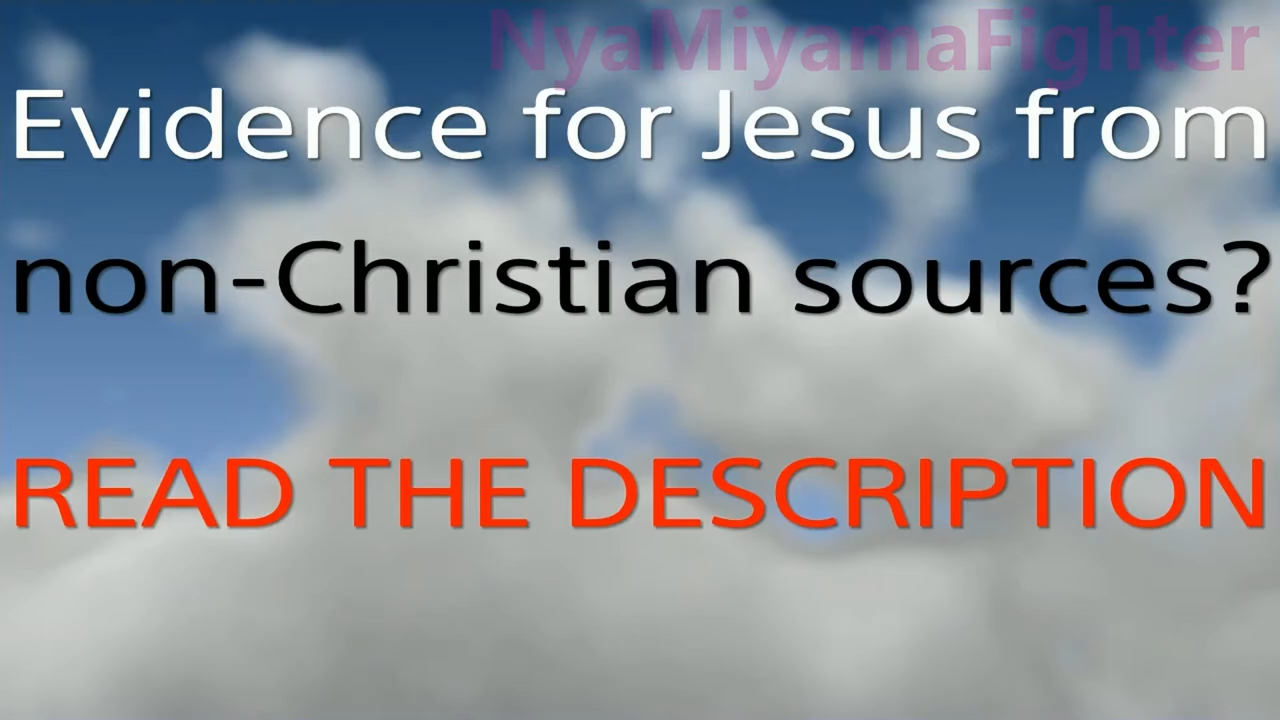 NyaMiyamaFighter
Evidence for Jesus from
non-Christian sources?
READ THE DESCRIPTION